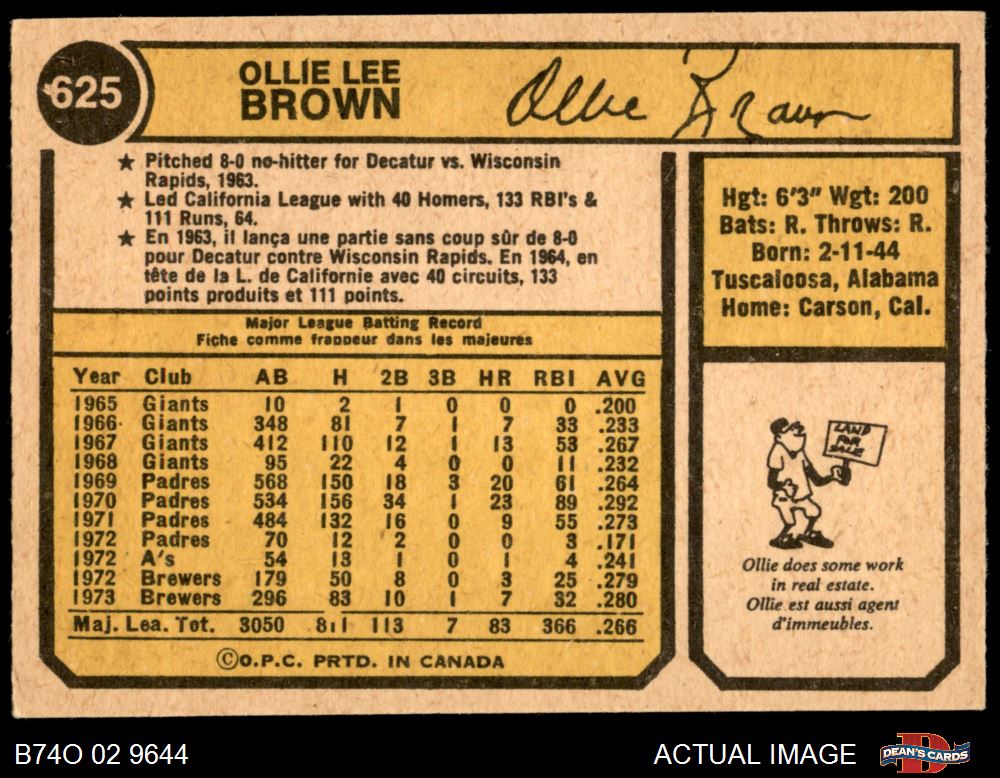 625
OLLIE LEE
BROWN
Ollie Brown
★ Pitched 8-0 no-hitter for Decatur vs. Wisconsin
Rapids, 1963.
★ Led California League with 40 Homers, 133 RBI's &
111 Runs, 64.
★ En 1963, il lança une partie sans coup sûr de 8-0
pour Decatur contre Wisconsin Rapids. En 1964, en
tête de la L. de Californie avec 40 circuits, 133
points produits et 111 points.
Hgt: 6'3" Wgt: 200
Bats: R. Throws: R.
Born: 2-11-44
Tuscaloosa, Alabama
Home: Carson, Cal.
Major League Batting Record
Fiche comme frappeur dans les majeures
Year Club AB H 2B 3B HR RBI AVG
1965 Giants 10 2 1 0 0 0 .200
1966 Giants 348 81 7 1 7 33 .233
1967 Giants 412 110 12 1 13 53 .267
1968 Giants 95 22 4 0 0 11 .232
1969 Padres 568 150 18 3 20 61 .264
1970 Padres 534 156 34 1 23 89 .292
1971 Padres 484 132 16 0 9 55 .273
1972 Padres 70 12 2 0 0 3 .171
1972 A's 54 13 1 0 1 4 .241
1972 Brewers 179 50 8 0 3 25 .279
1973 Brewers 296 83 10 1 7 32 .280
Maj. Lea. Tot. 3050 811 113 7 83 366 .266
©O.P.C. PRTD. IN CANADA
LAND
FOR
SALE
Ollie does some work
in real estate.
Ollie est aussi agent
d'immeubles.
B74O 02 9644
ACTUAL IMAGE
DEAN'S CARDS